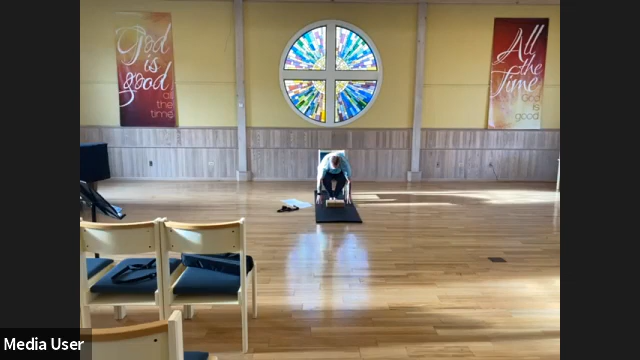 God
is
good
all
the
time
All
the
Time
God
is
good
Media User